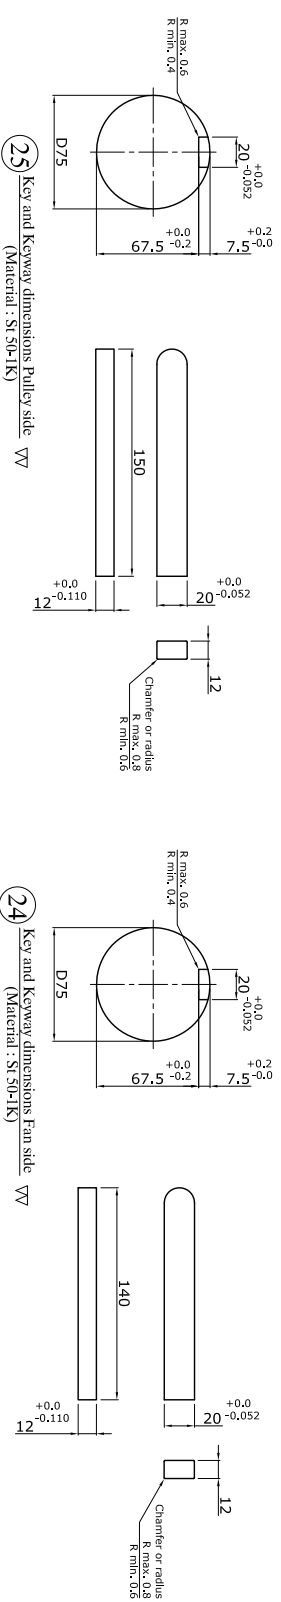 R max. 0.6
R min. 0.4
20 +0.0 -0.052
D75
67.5 +0.0 -0.2
7.5 +0.2 -0.0
150
12 +0.0 -0.110
20 +0.0 -0.052
12
Chamfer or radius
R max. 0.8
R min. 0.6
25 Key and Keyway dimensions Pulley side
(Material : St 50-1K)
R max. 0.6
R min. 0.4
20 +0.0 -0.052
D75
67.5 +0.0 -0.2
7.5 +0.2 -0.0
140
12 +0.0 -0.110
20 +0.0 -0.052
12
Chamfer or radius
R max. 0.8
R min. 0.6
24 Key and Keyway dimensions Fan side
(Material : St 50-1K)